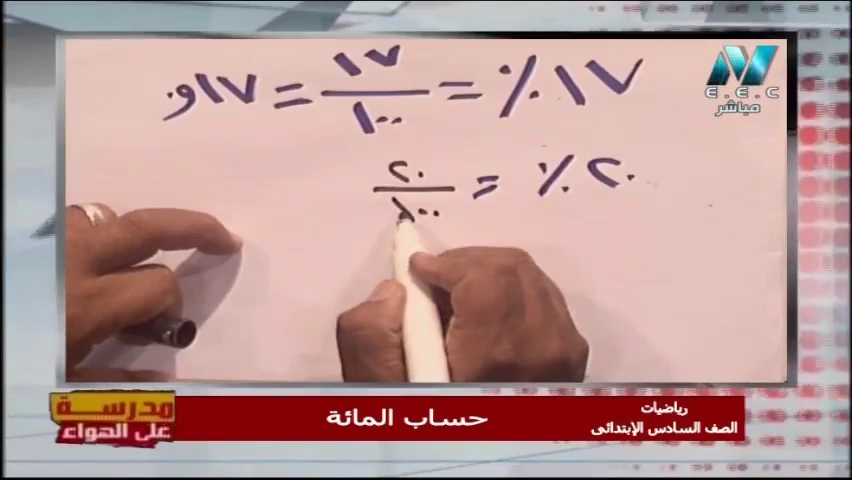 ١٧٪ = ١٧/١٠٠ = ١٧,٠
٢٠٪ = ٢٠/١٠٠
E.E.C
مباشر
مدرسة
على الهواء
حساب المائة
رياضيات
الصف السادس الإبتدائى